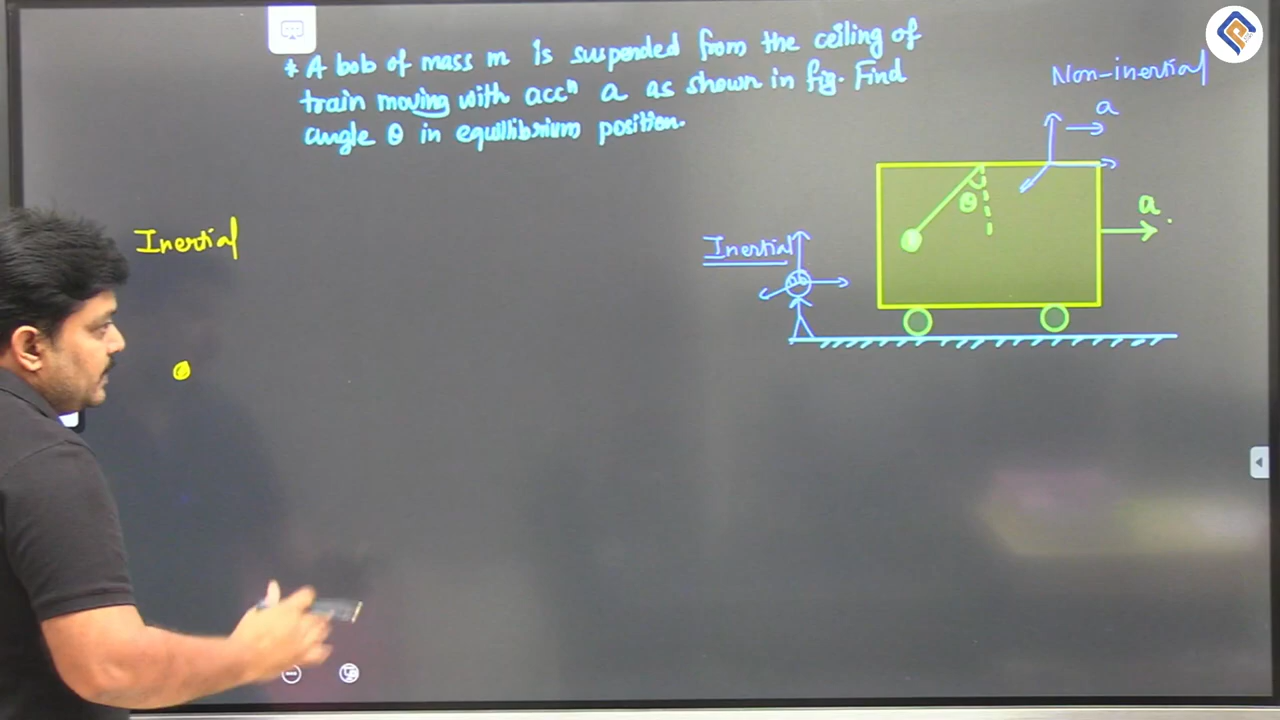 * A bob of mass m is suspended from the ceiling of
train moving with accⁿ a as shown in fig. Find
angle θ in equillibrium position.
Non-inertial
a
θ
a
Inertial
Inertial